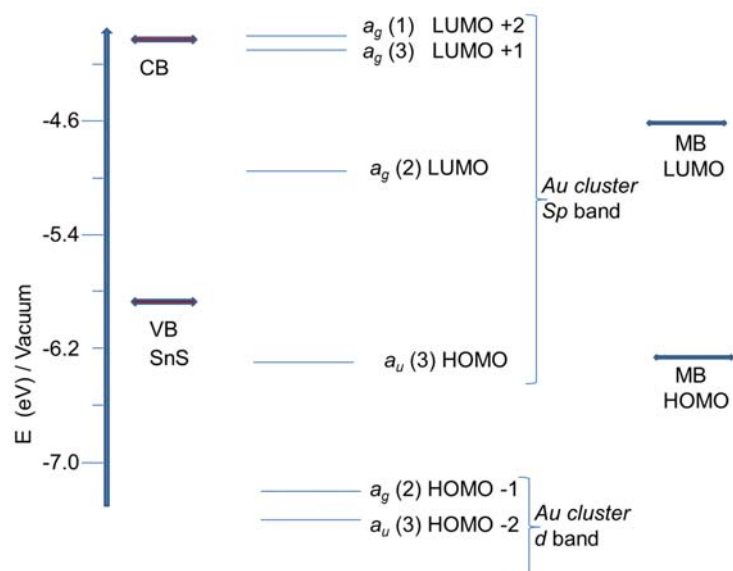 a_g (1) LUMO +2
a_g (3) LUMO +1
CB
-4.6
MB
LUMO
a_g (2) LUMO
Au cluster
Sp band
-5.4
E (eV) / Vacuum
VB
SnS
-6.2
a_u (3) HOMO
MB
HOMO
-7.0
a_g (2) HOMO -1
a_u (3) HOMO -2
Au cluster
d band